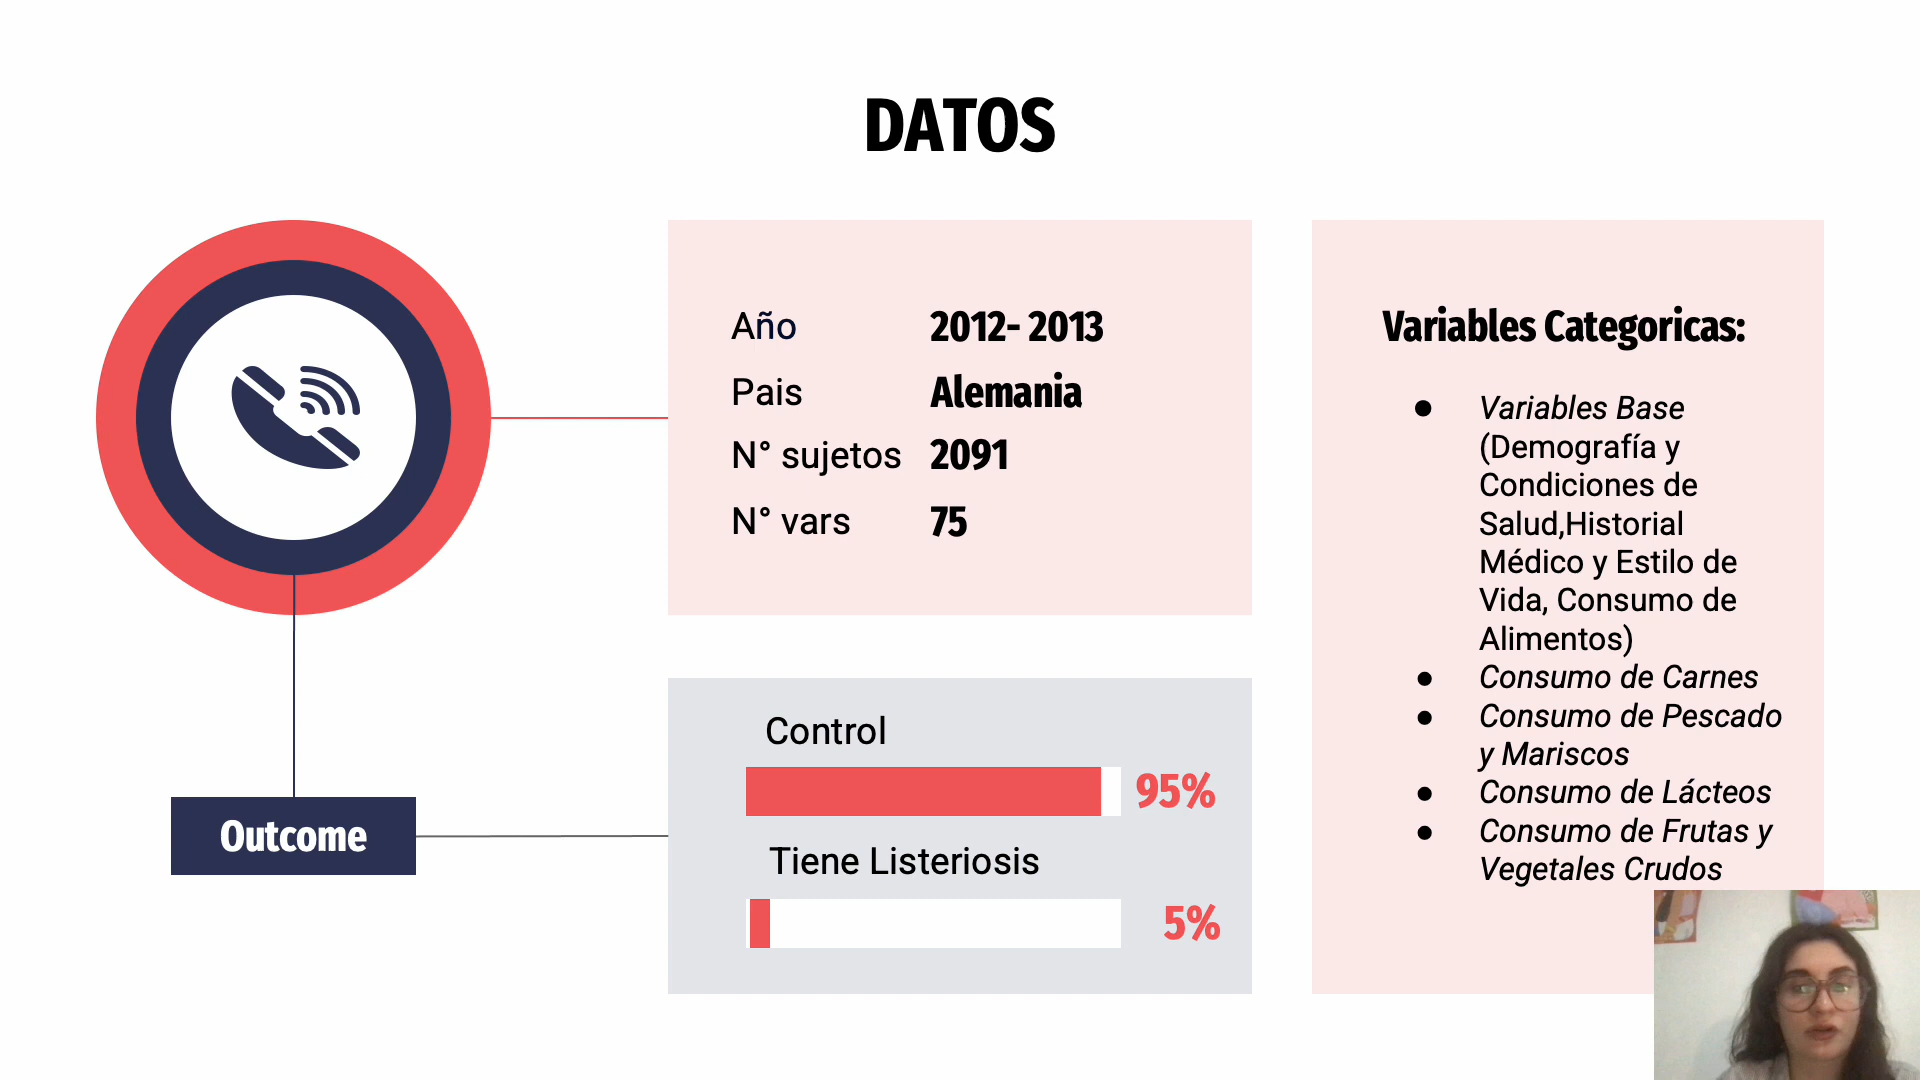 DATOS
Año 2012- 2013
Pais Alemania
N° sujetos 2091
N° vars 75
Outcome
Control
95%
Tiene Listeriosis
5%
Variables Categoricas:
● Variables Base
(Demografía y
Condiciones de
Salud,Historial
Médico y Estilo de
Vida, Consumo de
Alimentos)
● Consumo de Carnes
● Consumo de Pescado
y Mariscos
● Consumo de Lácteos
● Consumo de Frutas y
Vegetales Crudos